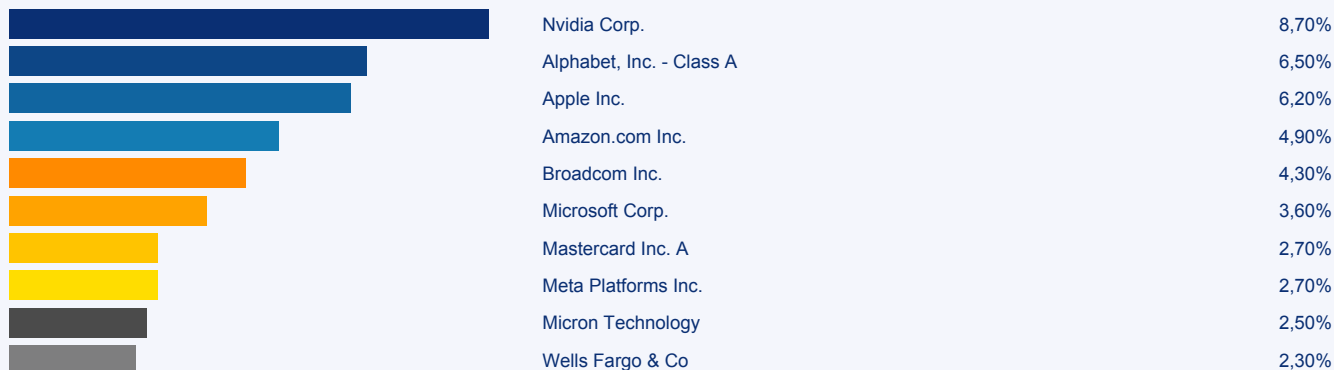 Nvidia Corp. 8,70%
Alphabet, Inc. - Class A 6,50%
Apple Inc. 6,20%
Amazon.com Inc. 4,90%
Broadcom Inc. 4,30%
Microsoft Corp. 3,60%
Mastercard Inc. A 2,70%
Meta Platforms Inc. 2,70%
Micron Technology 2,50%
Wells Fargo & Co 2,30%